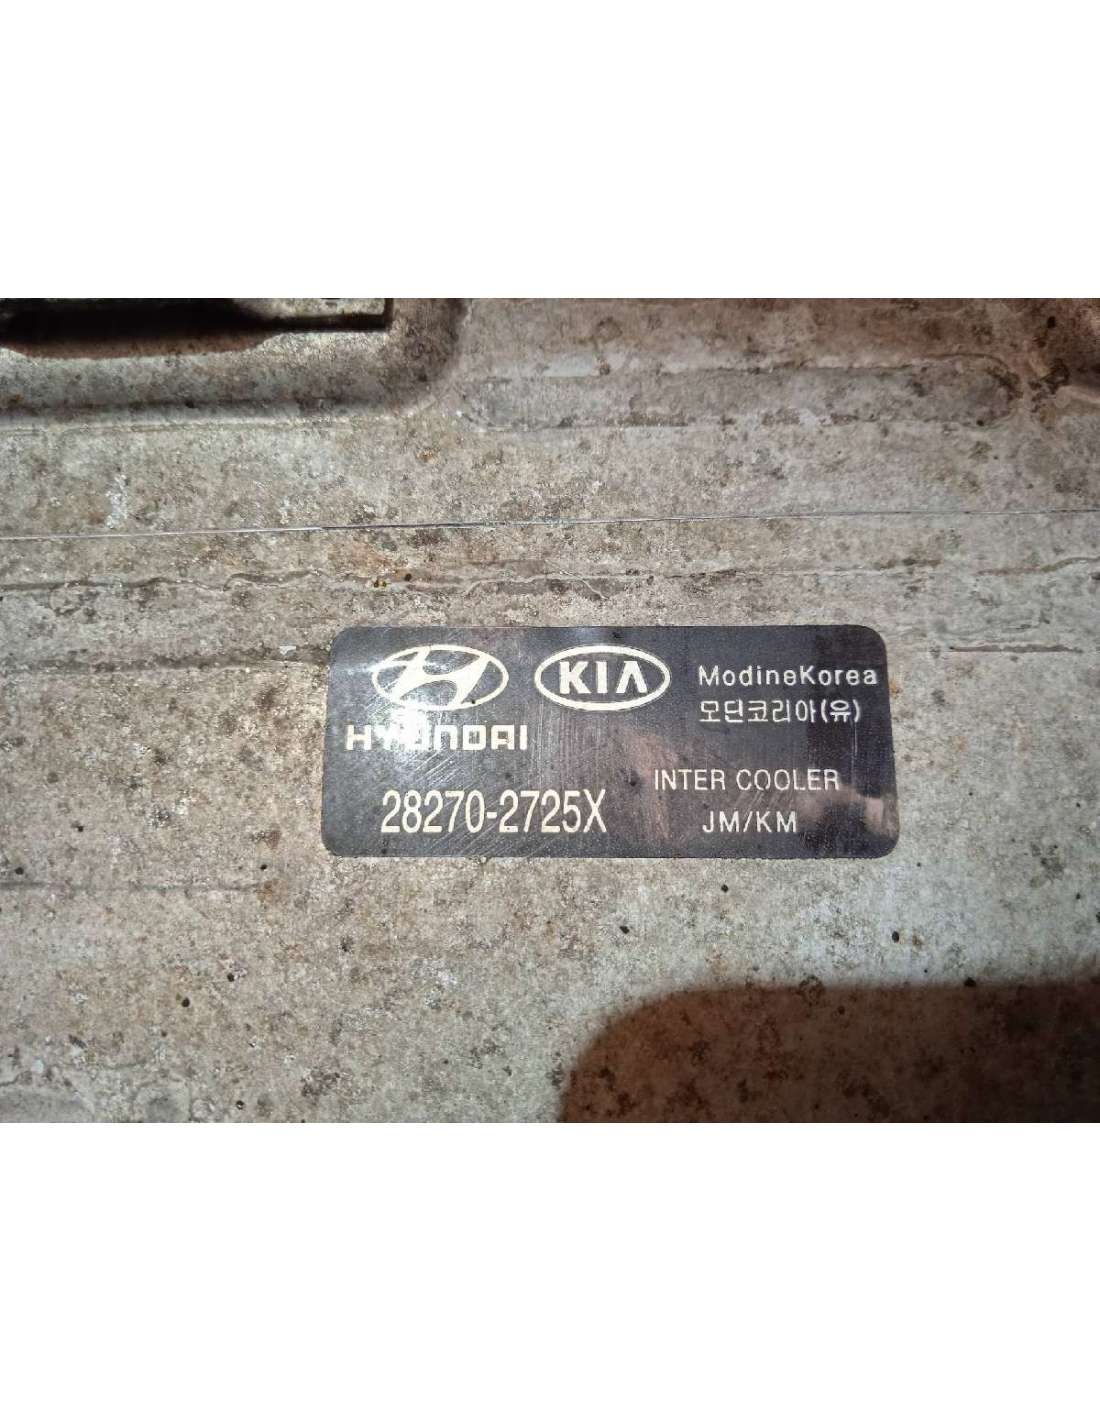 HYUNDAI
KIA
ModineKorea
모딘코리아(유)
28270-2725X
INTER COOLER
JM/KM